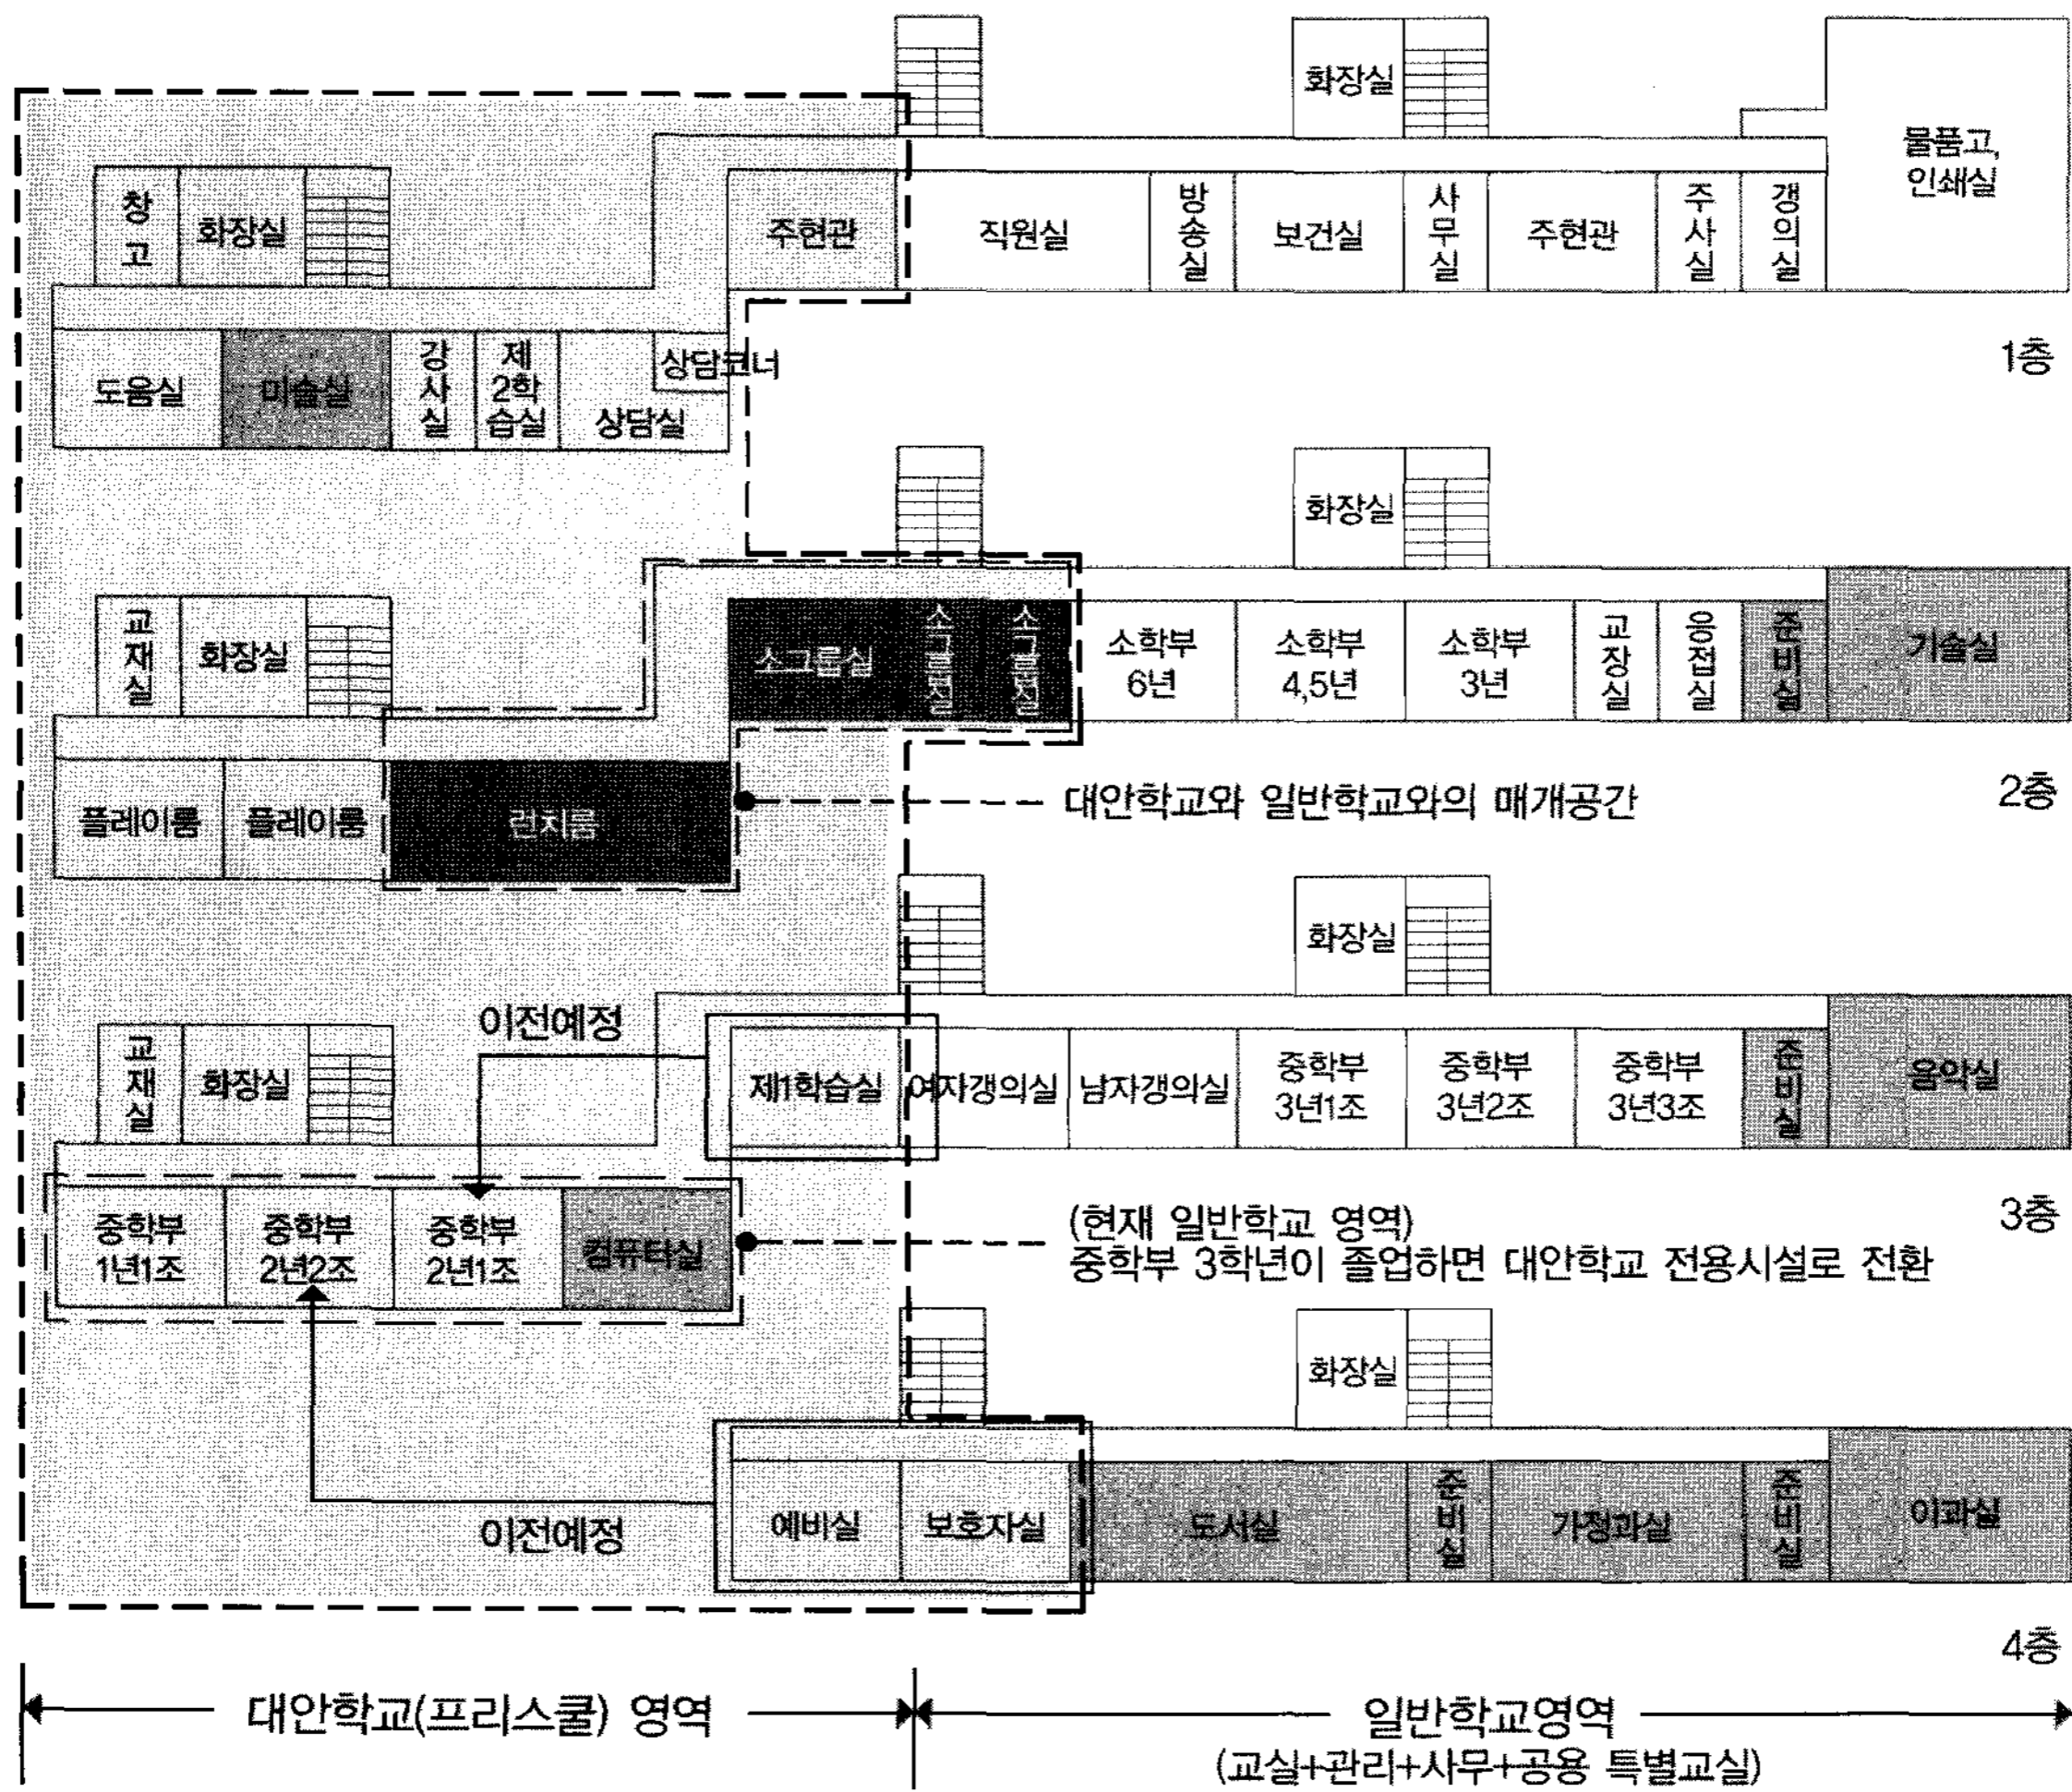 화장실
물품고,
인쇄실
창고
화장실
주현관
직원실
방송실
보건실
사무실
주현관
주사실
갱의실
1층
도움실
미술실
강사실
제
2학
습실
상담코너
상담실
화장실
교재실
화장실
소그룹실
소그룹실
소그룹실
소학부
6년
소학부
4,5년
소학부
3년
교장실
응접실
준비실
기술실
2층
플레이룸
플레이룸
런치룸
대안학교와 일반학교와의 매개공간
화장실
이전예정
교재실
화장실
제1학습실
여자갱의실
남자갱의실
중학부
3년1조
중학부
3년2조
중학부
3년3조
준비실
음악실
3층
중학부
1년1조
중학부
2년2조
중학부
2년1조
컴퓨타실
(현재 일반학교 영역)
중학부 3학년이 졸업하면 대안학교 전용시설로 전환
화장실
이전예정
예비실
보호자실
도서실
준비실
가정과실
준비실
이과실
4층
대안학교(프리스쿨) 영역
일반학교영역
(교실+관리+사무+공용 특별교실)